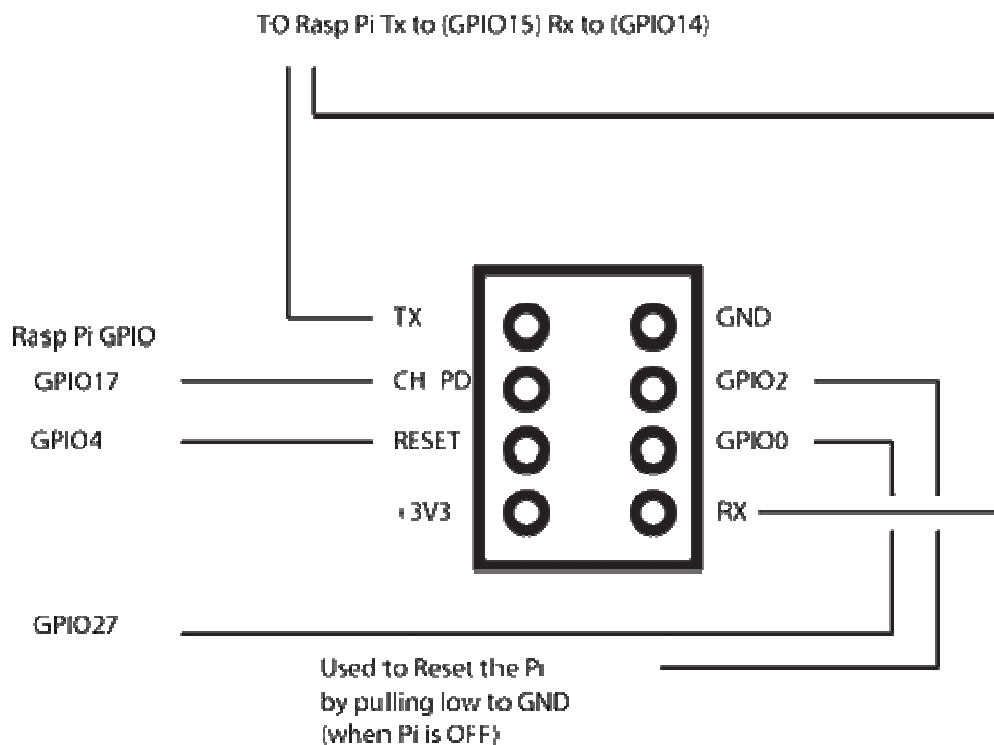 TO Rasp Pi Tx to (GPIO15) Rx to (GPIO14)
TX
GND
Rasp Pi GPIO
GPIO17
CH PD
GPIO2
GPIO4
RESET
GPIO0
+3V3
RX
GPIO27
Used to Reset the Pi
by pulling low to GND
(when Pi is OFF)